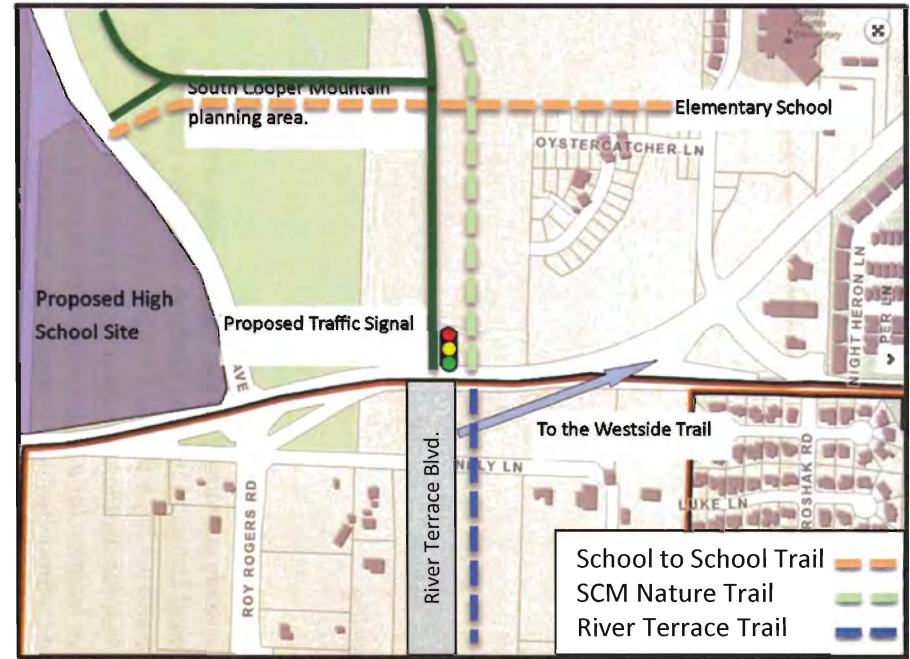 Elementary
South Cooper Mountain
planning area.
Elementary School
OYSTERCATCHER LN
Proposed High
School Site
Proposed Traffic Signal
AVE
NIGHT HERON LN
PER LN
River Terrace Blvd.
To the Westside Trail
LUKE LN
ROSHAK RD
ROY ROGERS RD
School to School Trail
SCM Nature Trail
River Terrace Trail